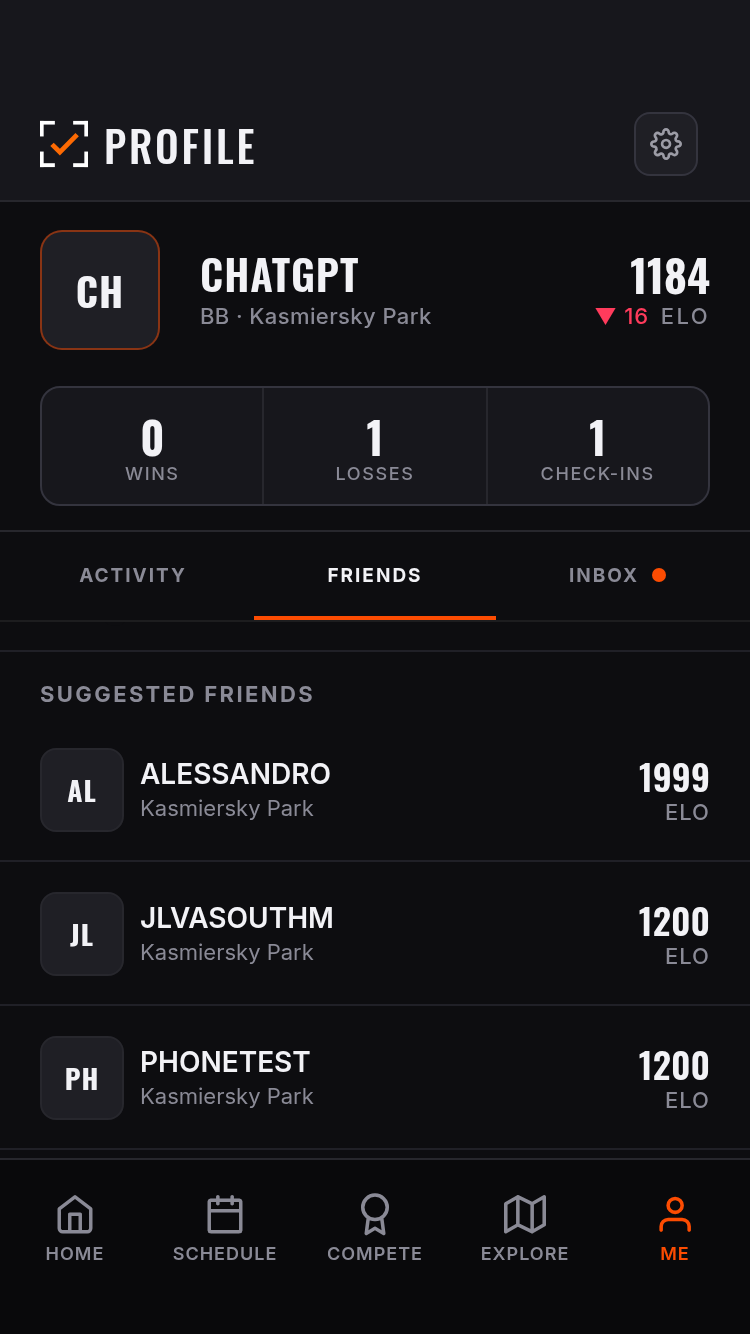 PROFILE
CH
CHATGPT
1184
BB · Kasmiersky Park
▼ 16 ELO
0
1
1
WINS
LOSSES
CHECK-INS
ACTIVITY
FRIENDS
INBOX
SUGGESTED FRIENDS
AL
ALESSANDRO
Kasmiersky Park
1999
ELO
JL
JLVASOUTHM
Kasmiersky Park
1200
ELO
PH
PHONETEST
Kasmiersky Park
1200
ELO
HOME
SCHEDULE
COMPETE
EXPLORE
ME